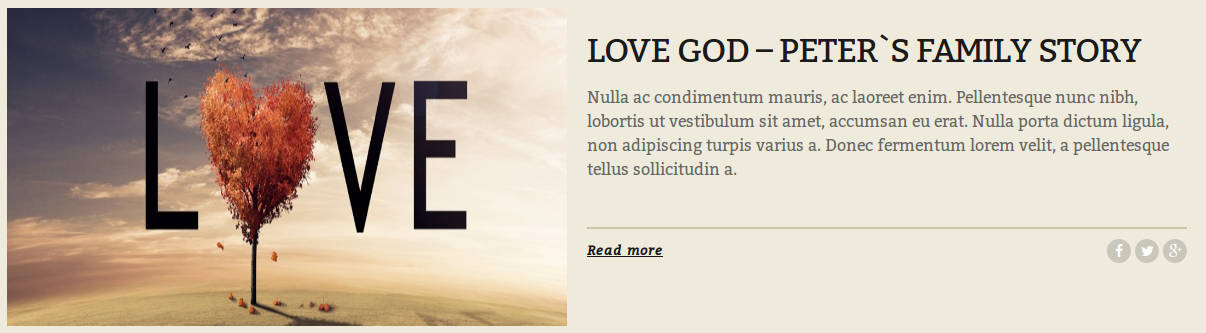 L VE
LOVE GOD – PETER`S FAMILY STORY
Nulla ac condimentum mauris, ac laoreet enim. Pellentesque nunc nibh,
lobortis ut vestibulum sit amet, accumsan eu erat. Nulla porta dictum ligula,
non adipiscing turpis varius a. Donec fermentum lorem velit, a pellentesque
tellus sollicitudin a.
Read more